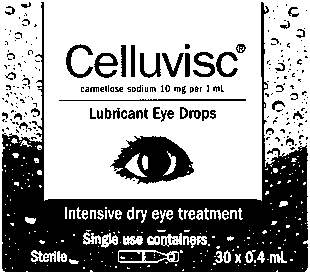 Celluvisc®
carmellose sodium 10 mg per 1 mL
Lubricant Eye Drops
Intensive dry eye treatment
Single use containers
Sterile 30 x 0.4 mL